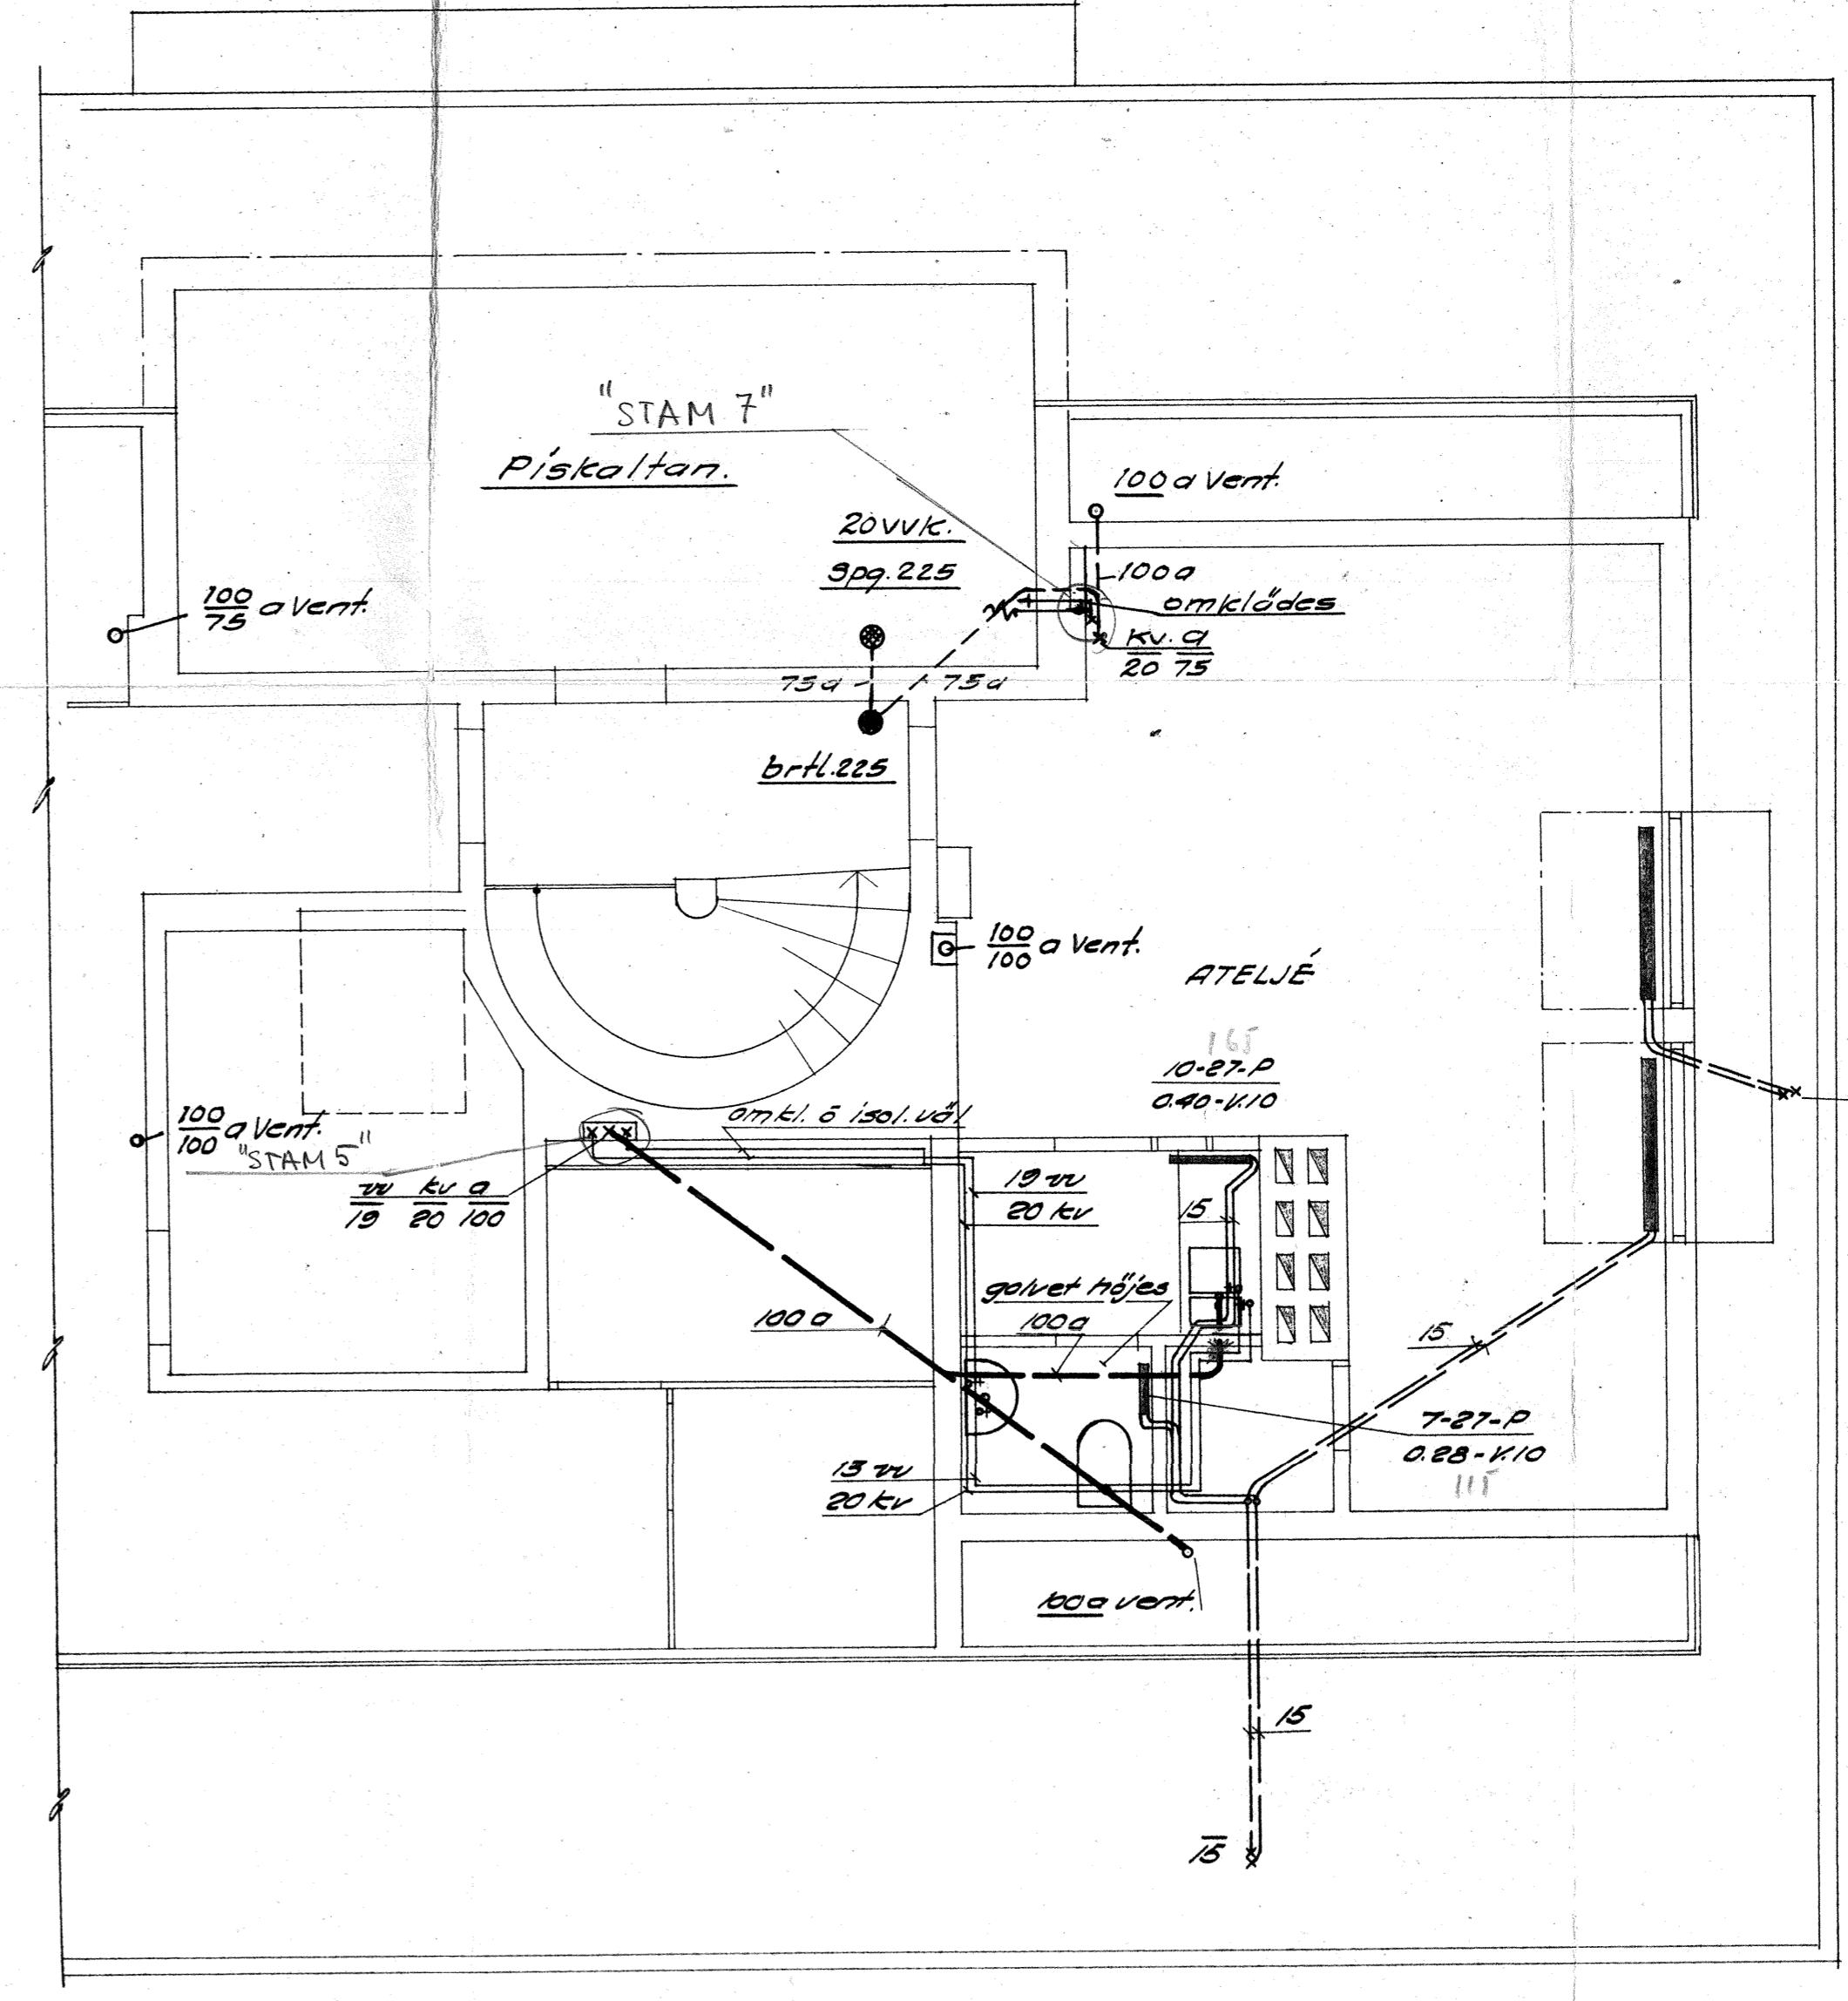 "STAM 7"
Piskaltan.
100 a Vent.
20 VVK.
Spg. 225
100 a
omklädes
kv. a
20 75
100
75 a Vent.
75 a
75 a
brtl. 225
100
100 a Vent.
ATELJÉ
165
10-27-P
0.40-V.10
100
100 a Vent.
"STAM 5"
omkl. o isol. väl
vv kv a
19 20 100
19 vv
20 kv
15
golvet höjes
100 a
100 a
15
7-27-P
0.28-V.10
115
13 vv
20 kv
100 a vent.
15
15